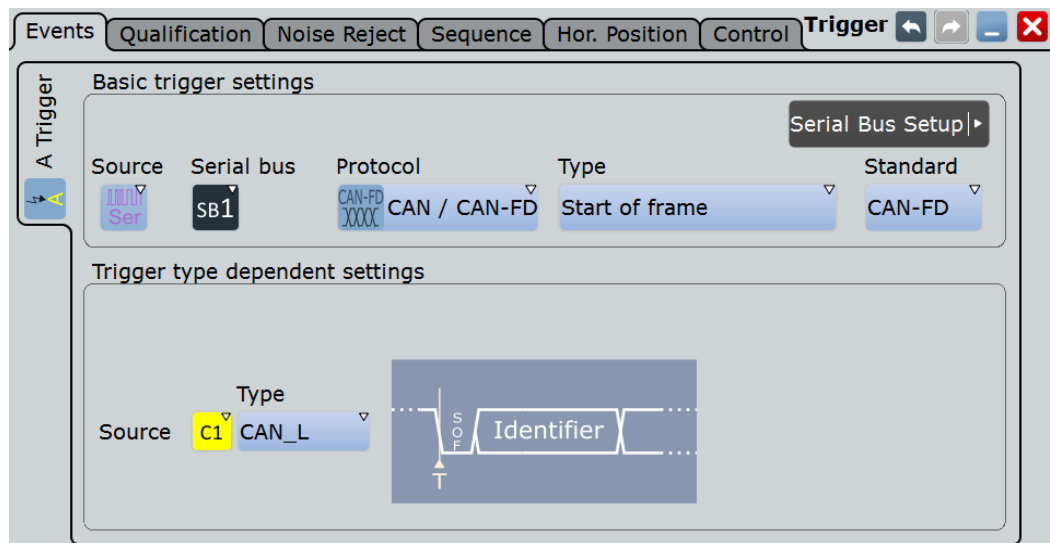 Events Qualification Noise Reject Sequence Hor. Position Control Trigger
A Trigger
A
Basic trigger settings
Serial Bus Setup
Source Serial bus Protocol Type Standard
Ser SB1 CAN-FD XXXX CAN / CAN-FD Start of frame CAN-FD
Trigger type dependent settings
Type
Source C1 CAN_L
SOF Identifier
T